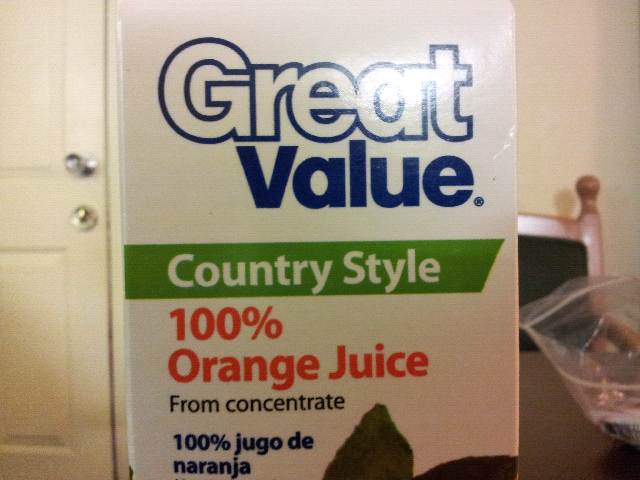 Great
Value®
Country Style
100%
Orange Juice
From concentrate
100% jugo de
naranja